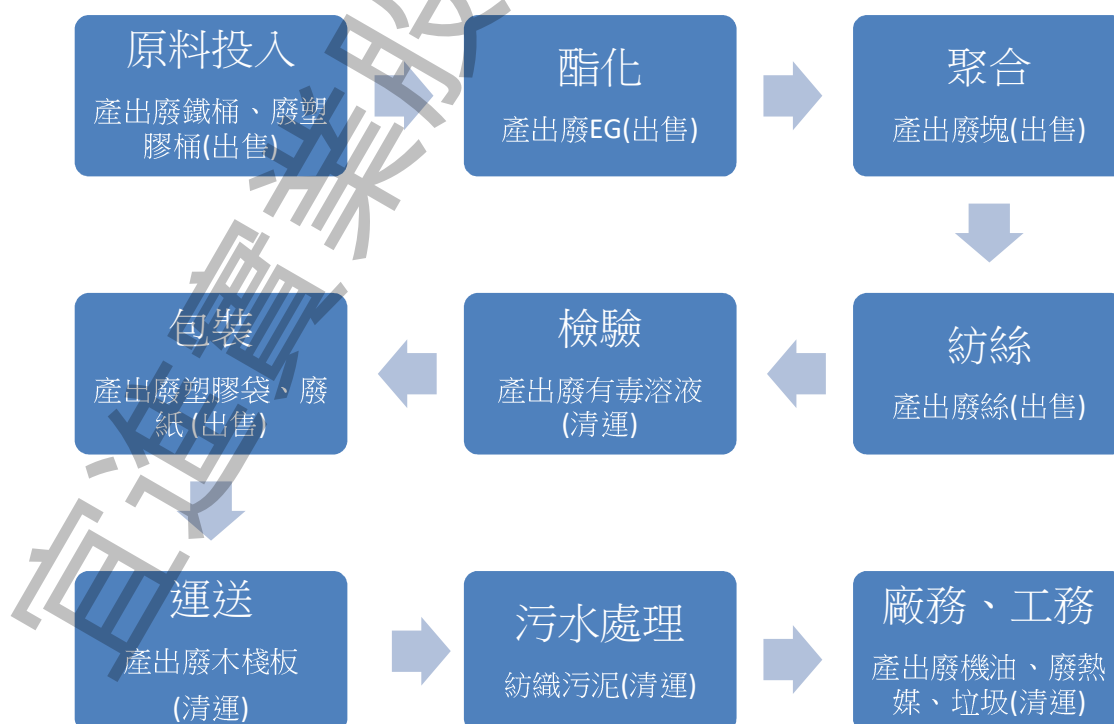 原料投入
產出廢鐵桶、廢塑
膠桶(出售)
酯化
產出廢EG(出售)
聚合
產出廢塊(出售)
包裝
產出廢塑膠袋、廢
紙 (出售)
檢驗
產出廢有毒溶液
(清運)
紡絲
產出廢絲(出售)
運送
產出廢木棧板
(清運)
污水處理
紡織污泥(清運)
廠務、工務
產出廢機油、廢熱
媒、垃圾(清運)
宜進實業股